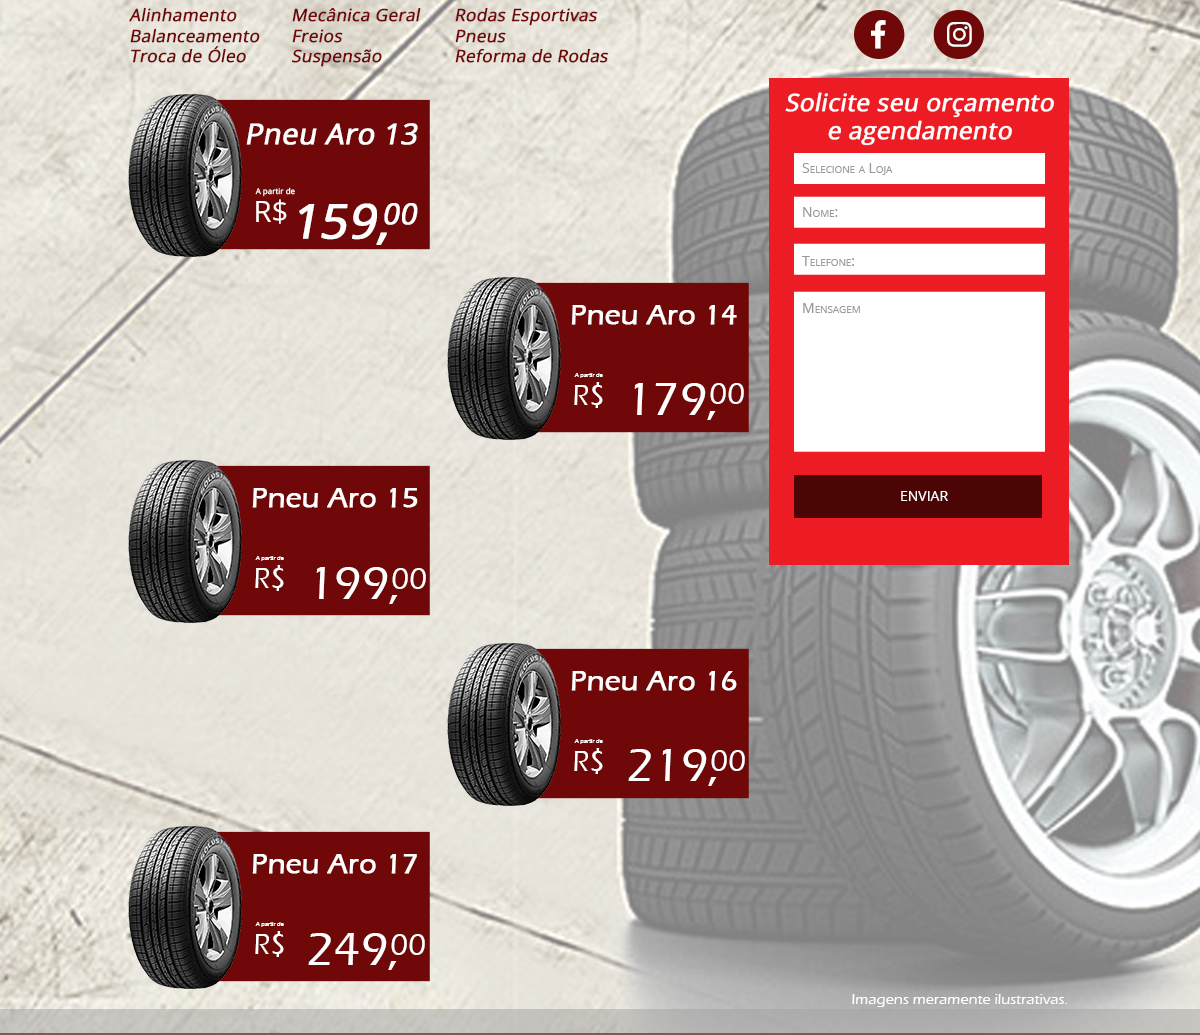 Alinhamento
Balanceamento
Troca de Óleo
Mecânica Geral
Freios
Suspensão
Rodas Esportivas
Pneus
Reforma de Rodas
Solicite seu orçamento
e agendamento
Selecione a Loja
Nome:
Telefone:
Mensagem
ENVIAR
Pneu Aro 13
A partir de
R$ 159,00
Pneu Aro 14
A partir de
R$ 179,00
Pneu Aro 15
A partir de
R$ 199,00
Pneu Aro 16
A partir de
R$ 219,00
Pneu Aro 17
A partir de
R$ 249,00
Imagens meramente ilustrativas.